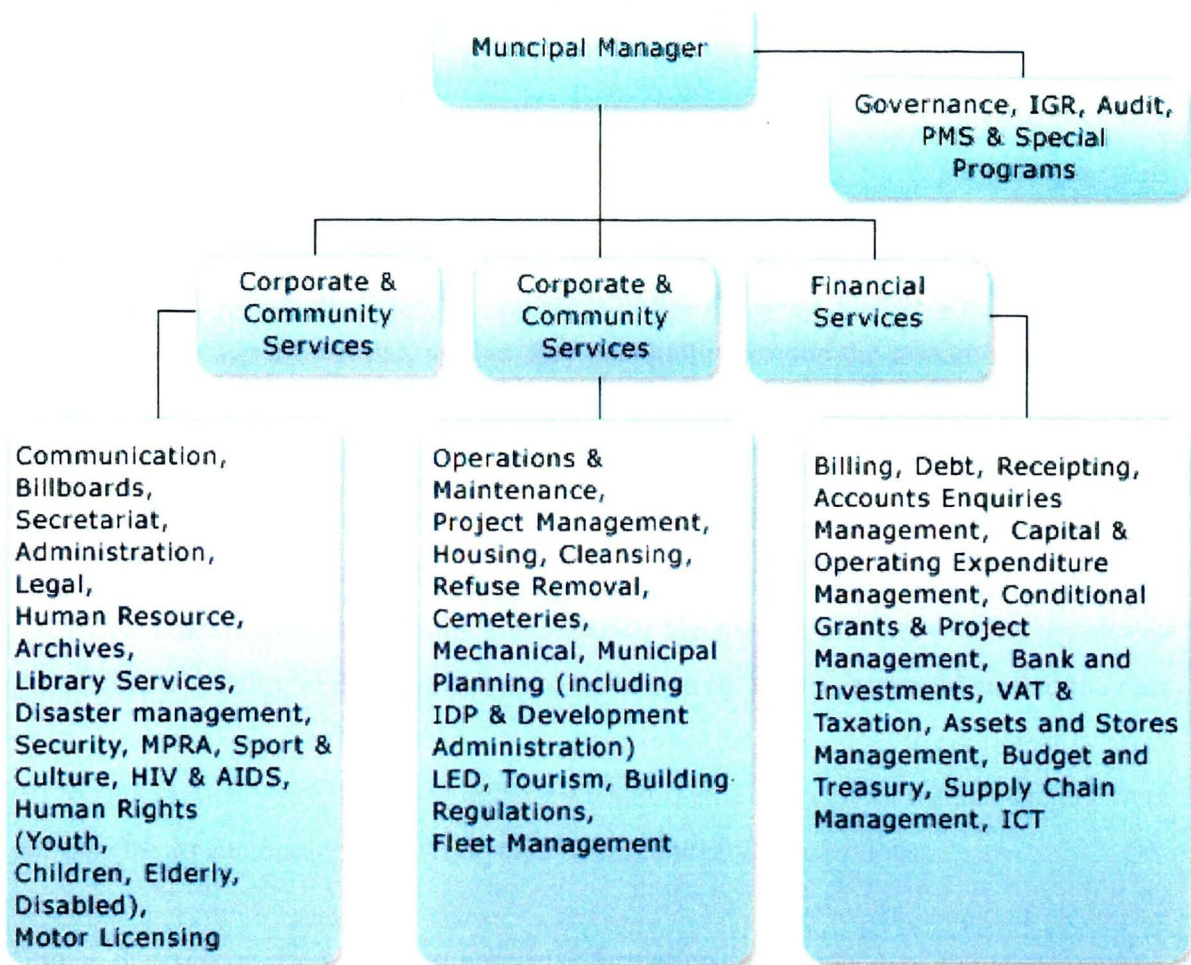 Muncipal Manager
Governance, IGR, Audit,
PMS & Special
Programs
Corporate &
Community
Services
Corporate &
Community
Services
Financial
Services
Communication,
Billboards,
Secretariat,
Administration,
Legal,
Human Resource,
Archives,
Library Services,
Disaster management,
Security, MPRA, Sport &
Culture, HIV & AIDS,
Human Rights
(Youth,
Children, Elderly,
Disabled),
Motor Licensing
Operations &
Maintenance,
Project Management,
Housing, Cleansing,
Refuse Removal,
Cemeteries,
Mechanical, Municipal
Planning (including
IDP & Development
Administration)
LED, Tourism, Building
Regulations,
Fleet Management
Billing, Debt, Receipting,
Accounts Enquiries
Management, Capital &
Operating Expenditure
Management, Conditional
Grants & Project
Management, Bank and
Investments, VAT &
Taxation, Assets and Stores
Management, Budget and
Treasury, Supply Chain
Management, ICT